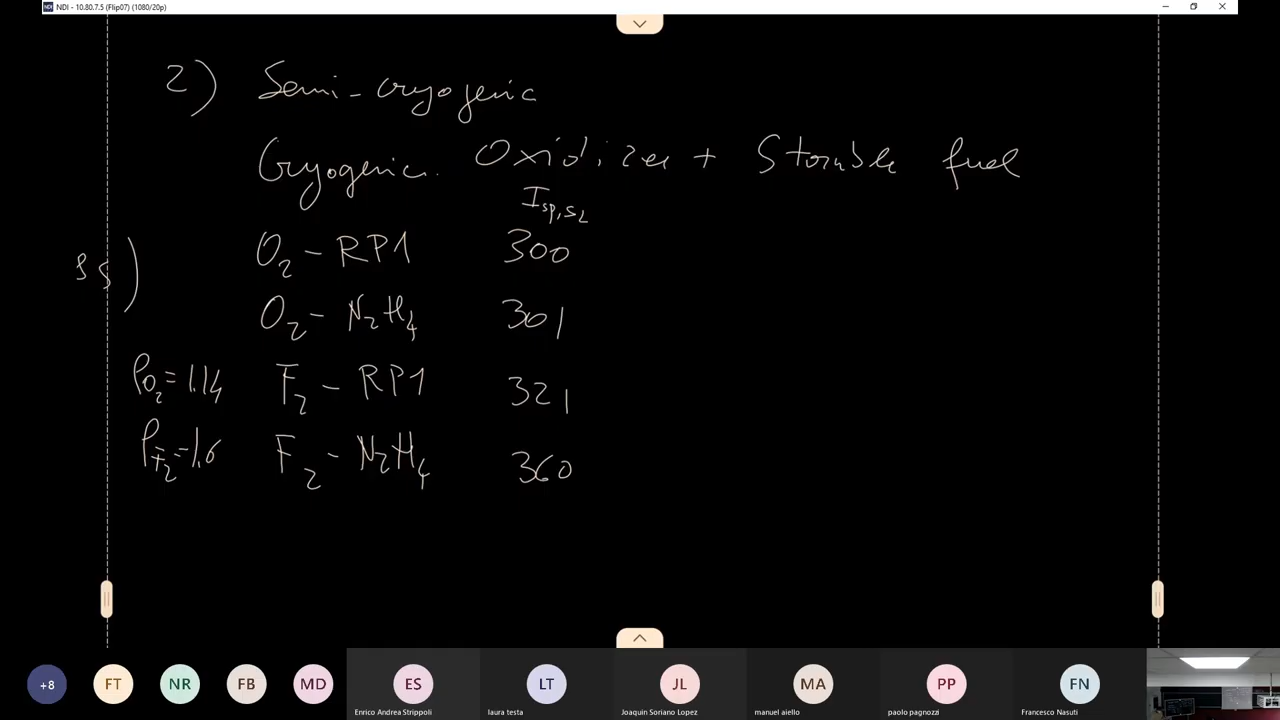 NDI - 10.80.7.5 (Flip07) (1080/20p)
2) Semi-cryogenic
Cryogenic Oxidizer + Storable fuel
Isp,SL
O2 - RP1 300
O2 - N2H4 301
ρO2 = 1.14 F2 - RP1 321
ρF2 = 1.6 F2 - N2H4 360
+8 FT NR FB MD ES LT JL MA PP FN
Enrico Andrea Strippoli laura testa Joaquin Soriano Lopez manuel aiello paolo pagnozzi Francesco Nasuti